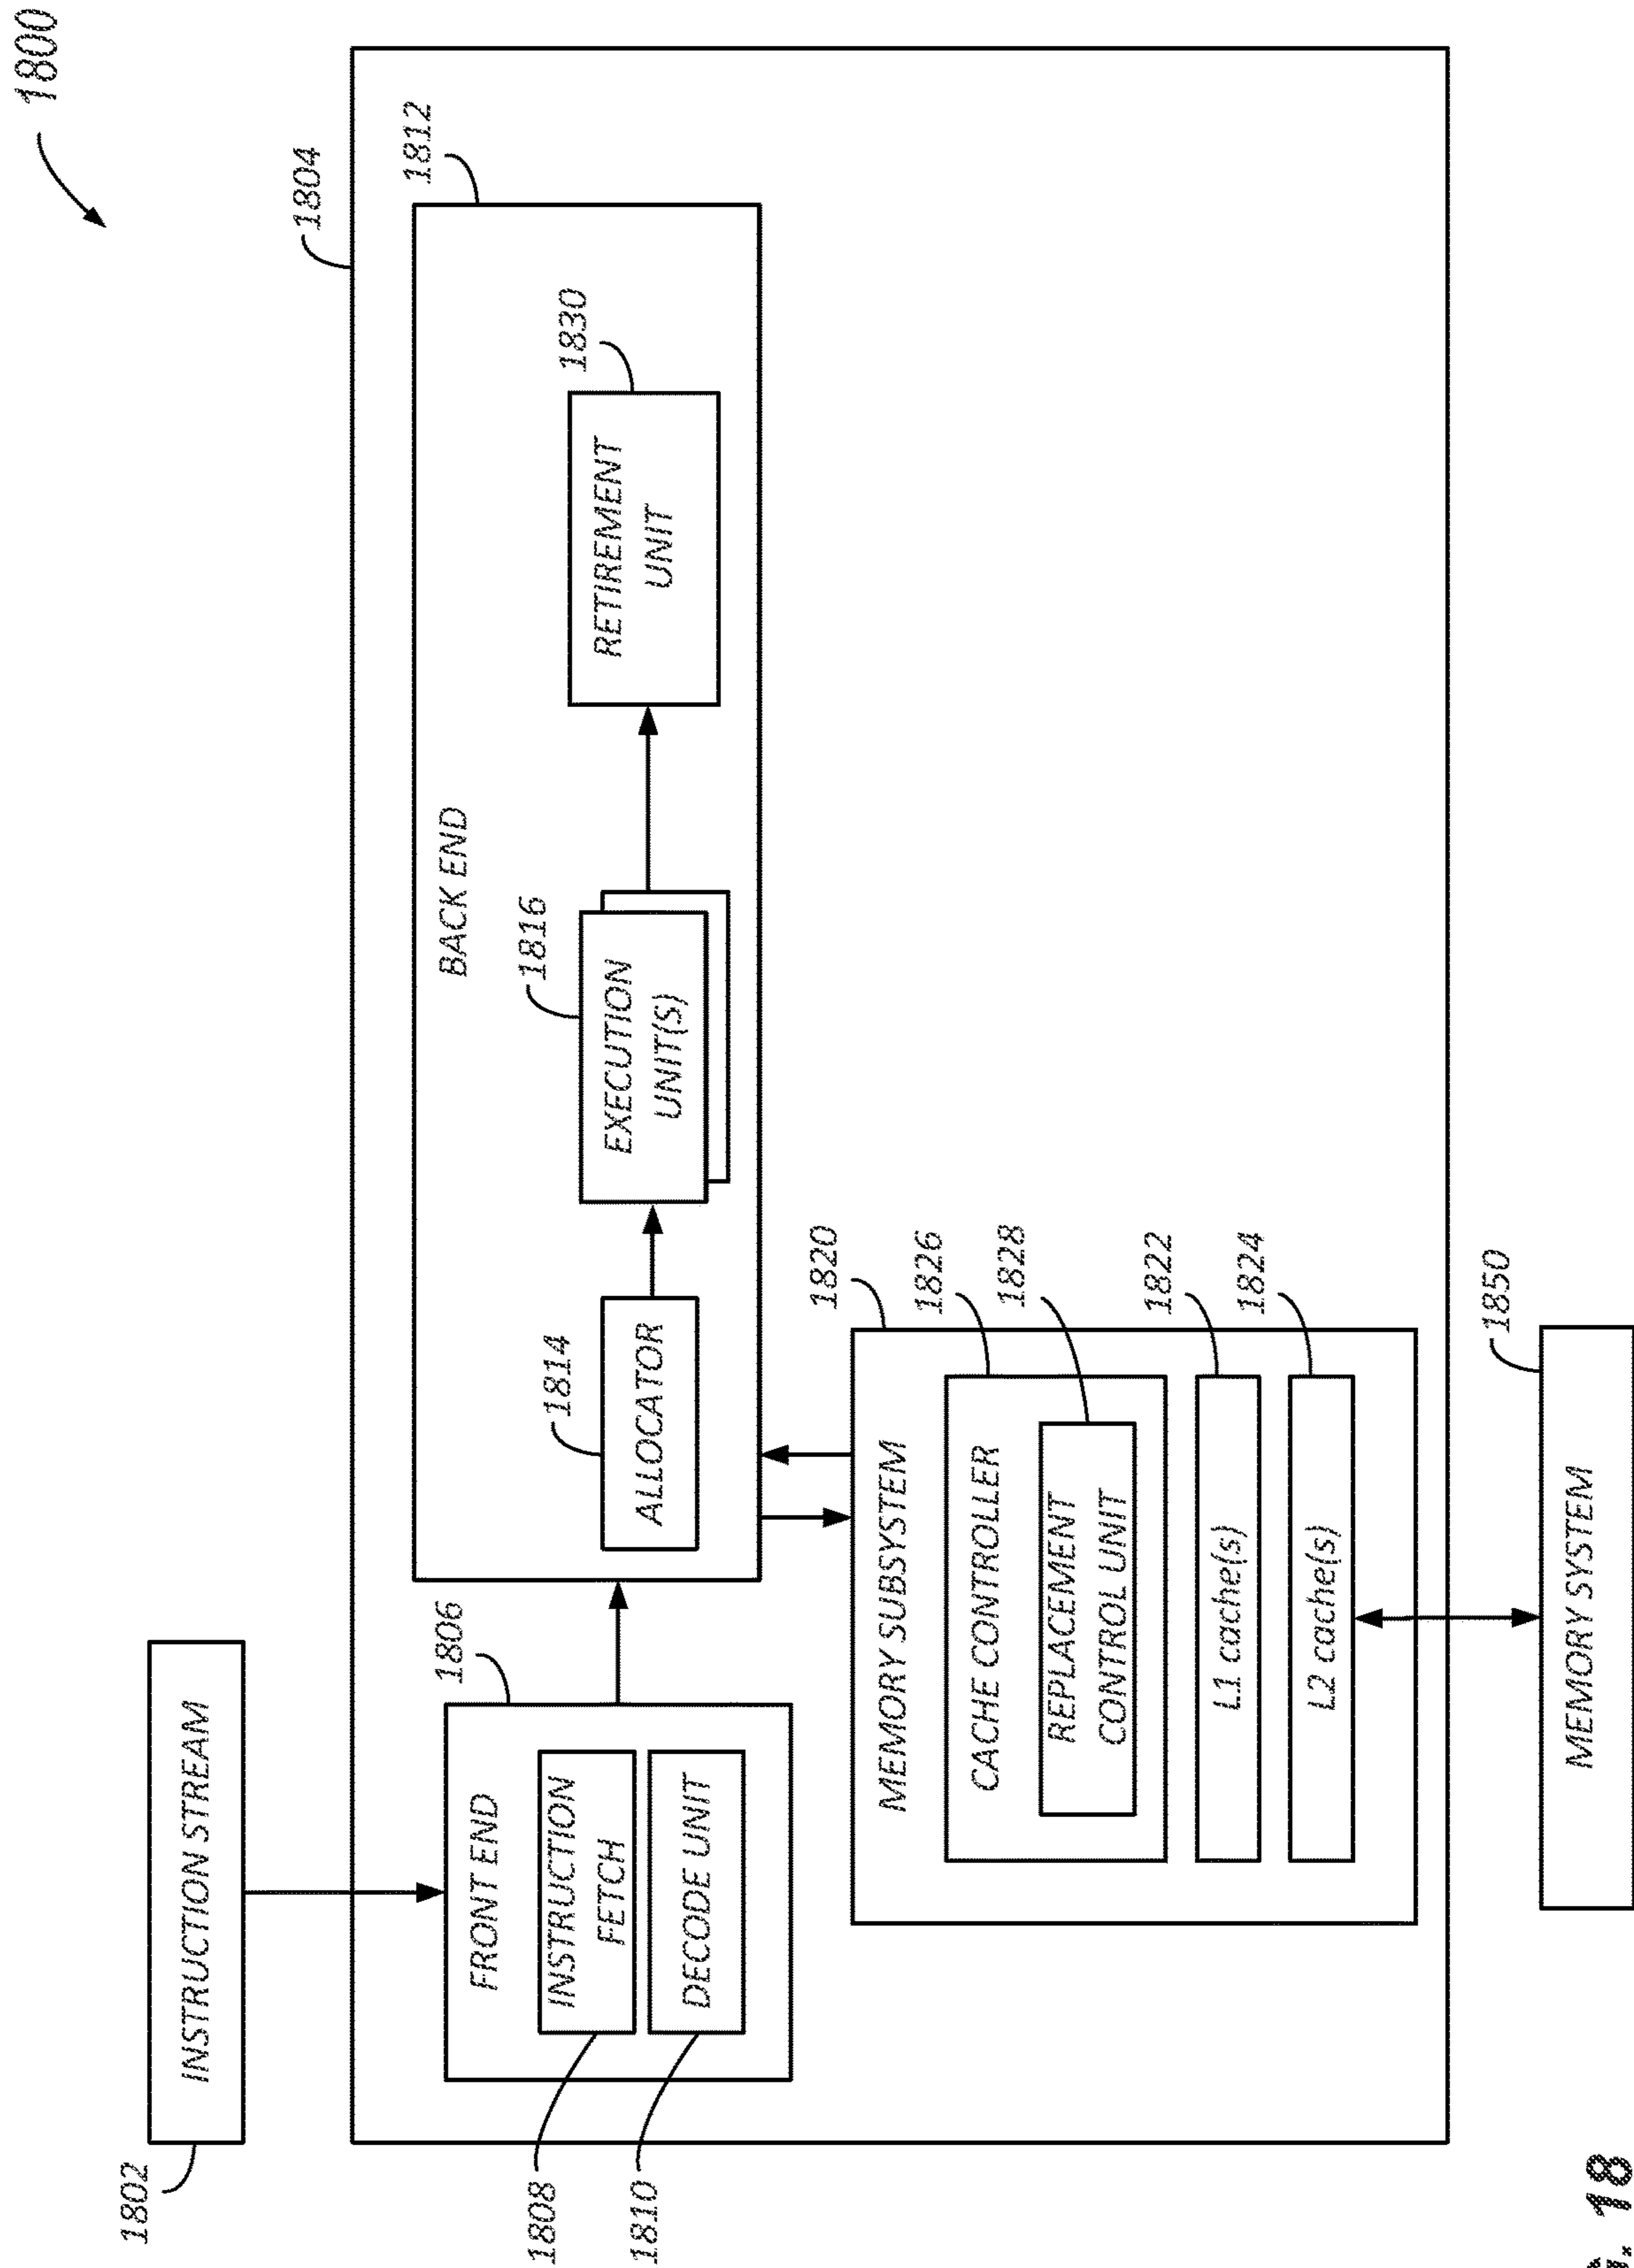 1800
1802
INSTRUCTION STREAM
1804
1806
FRONT END
INSTRUCTION
FETCH
1808
DECODE UNIT
1810
1812
BACK END
1814
ALLOCATOR
1816
EXECUTION
UNIT(S)
1830
RETIREMENT
UNIT
1820
MEMORY SUBSYSTEM
1826
CACHE CONTROLLER
1828
REPLACEMENT
CONTROL UNIT
1822
L1 cache(s)
1824
L2 cache(s)
1850
MEMORY SYSTEM
18